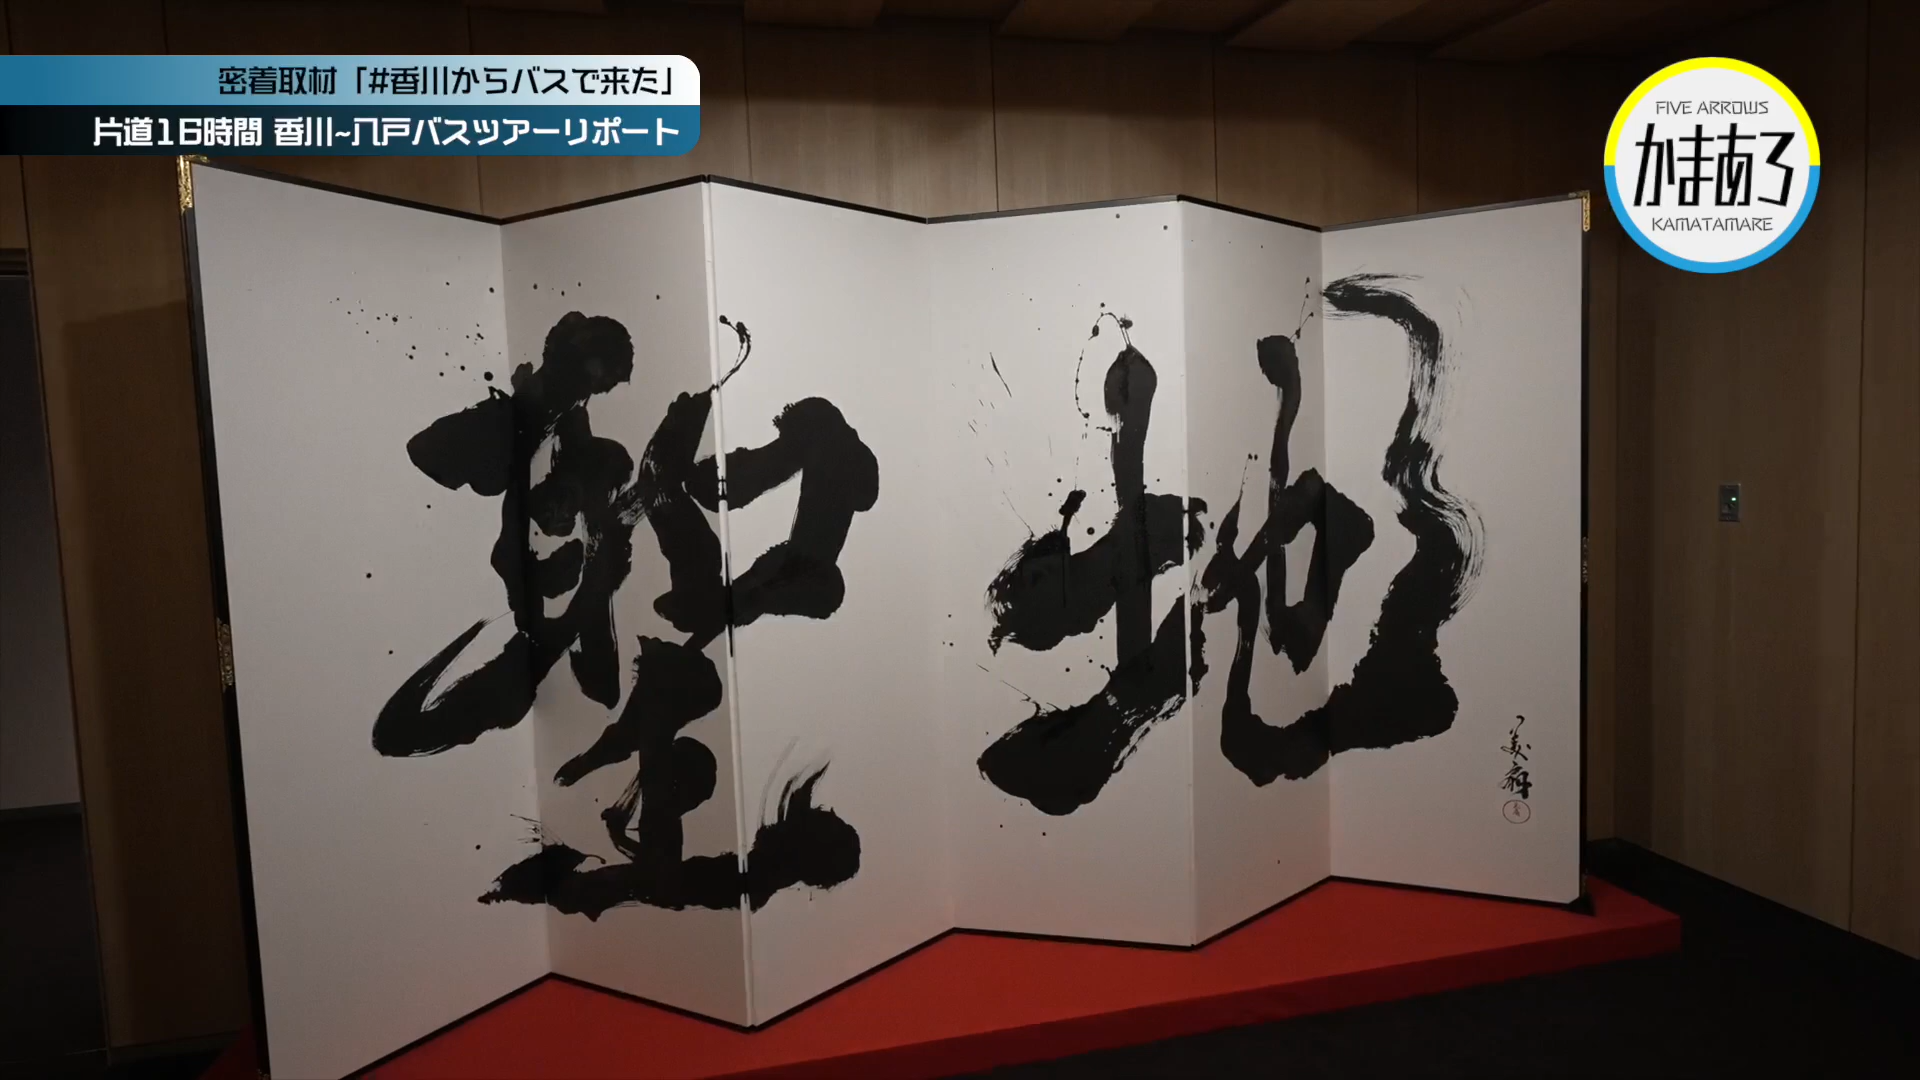 密着取材「#香川からバスで来た」
片道16時間 香川~八戸バスツアーリポート
FIVE ARROWS
かまあろ
KAMATAMARE
聖地